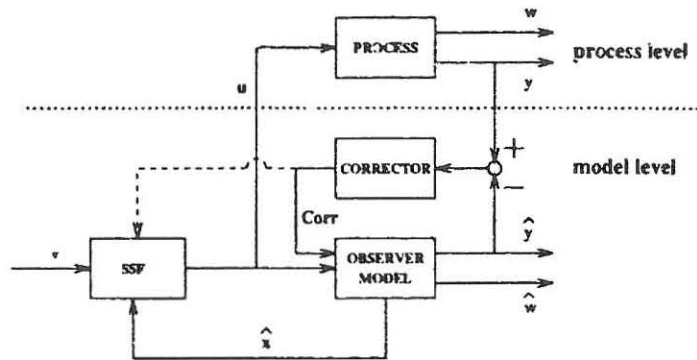 w
PROCESS
process level
y
u
+
CORRECTOR
model level
−
Corr
ŷ
v
SSF
OBSERVER
MODEL
ŵ
x̂